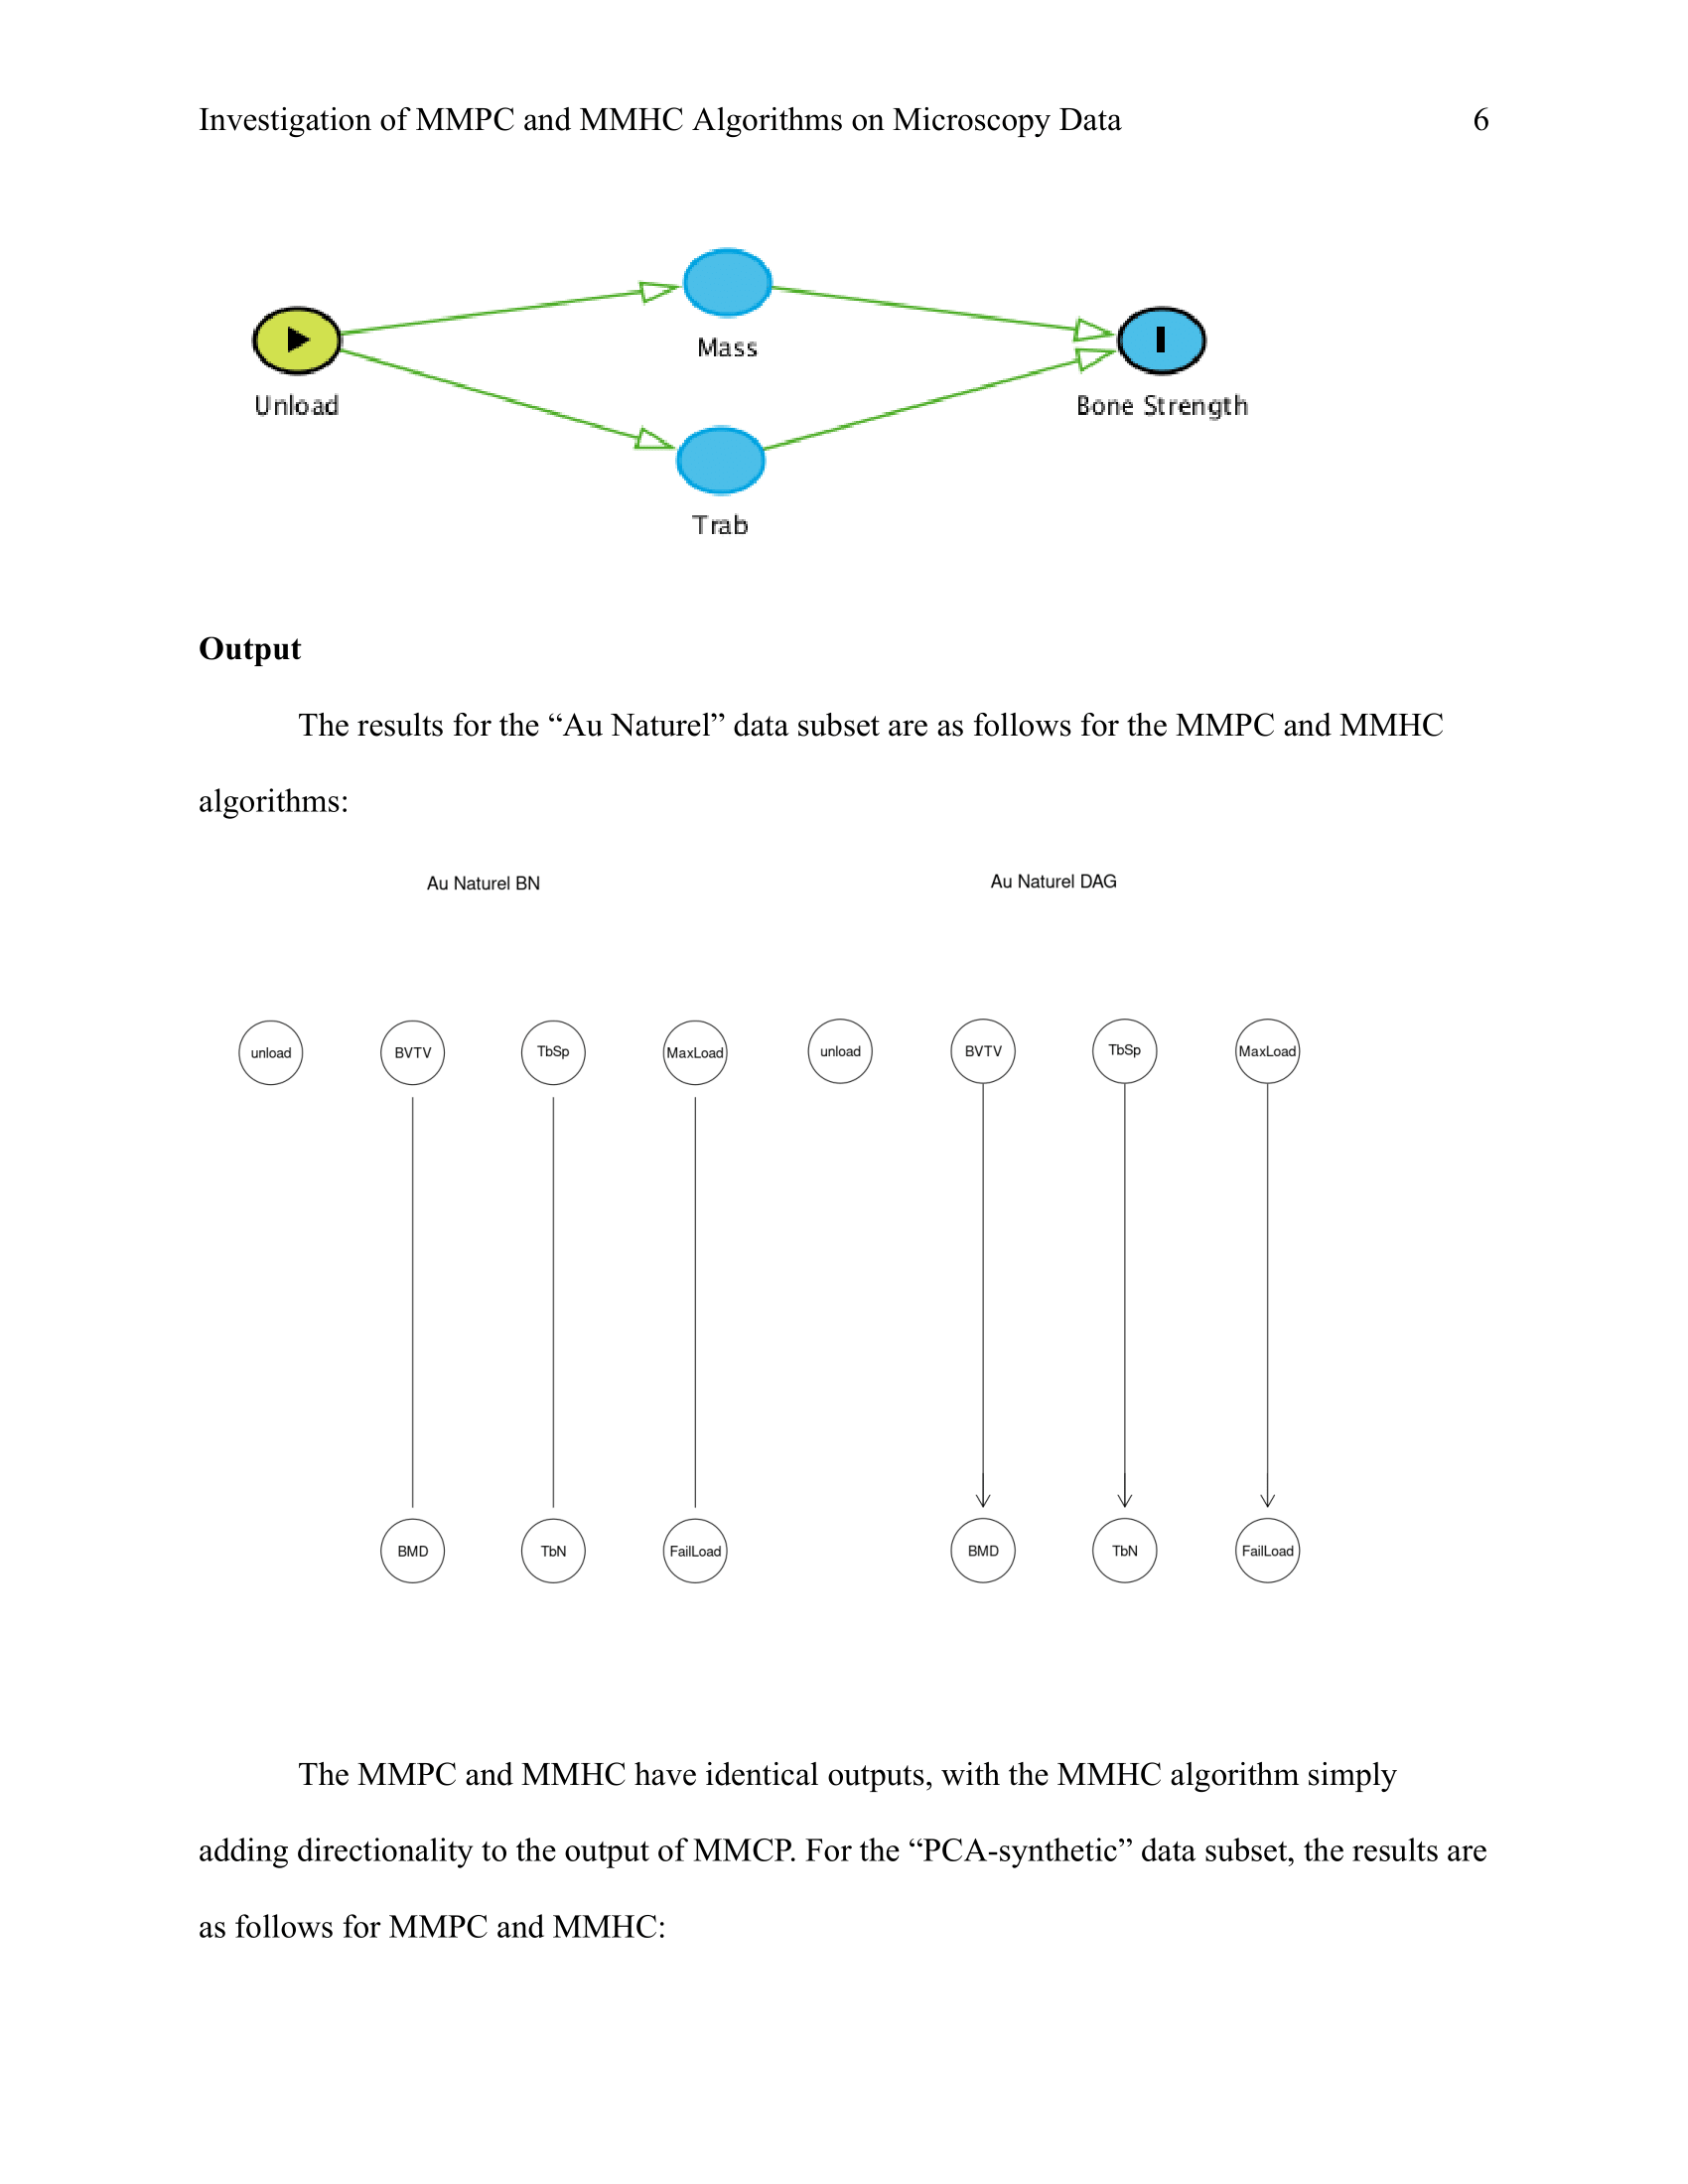 Investigation of MMPC and MMHC Algorithms on Microscopy Data 6
Mass
Unload
Bone Strength
Trab
Output
The results for the “Au Naturel” data subset are as follows for the MMPC and MMHC
algorithms:
Au Naturel BN
Au Naturel DAG
unload BVTV TbSp MaxLoad
unload BVTV TbSp MaxLoad
BMD TbN FailLoad
BMD TbN FailLoad
The MMPC and MMHC have identical outputs, with the MMHC algorithm simply
adding directionality to the output of MMCP. For the “PCA-synthetic” data subset, the results are
as follows for MMPC and MMHC: